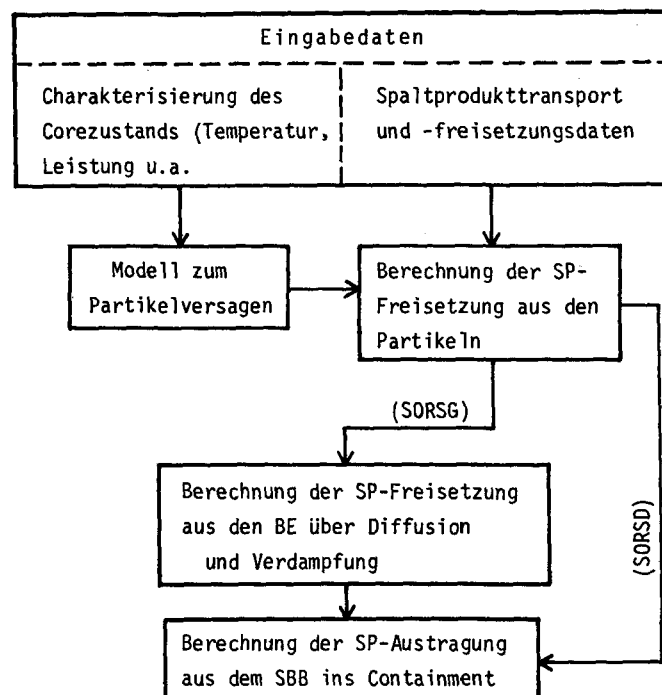 Eingabedaten
Charakterisierung des
Corezustands (Temperatur,
Leistung u.a.
Spaltprodukttransport
und -freisetzungsdaten
Modell zum
Partikelversagen
Berechnung der SP-
Freisetzung aus den
Partikeln
(SORSG)
(SORSD)
Berechnung der SP-Freisetzung
aus den BE über Diffusion
und Verdampfung
Berechnung der SP-Austragung
aus dem SBB ins Containment